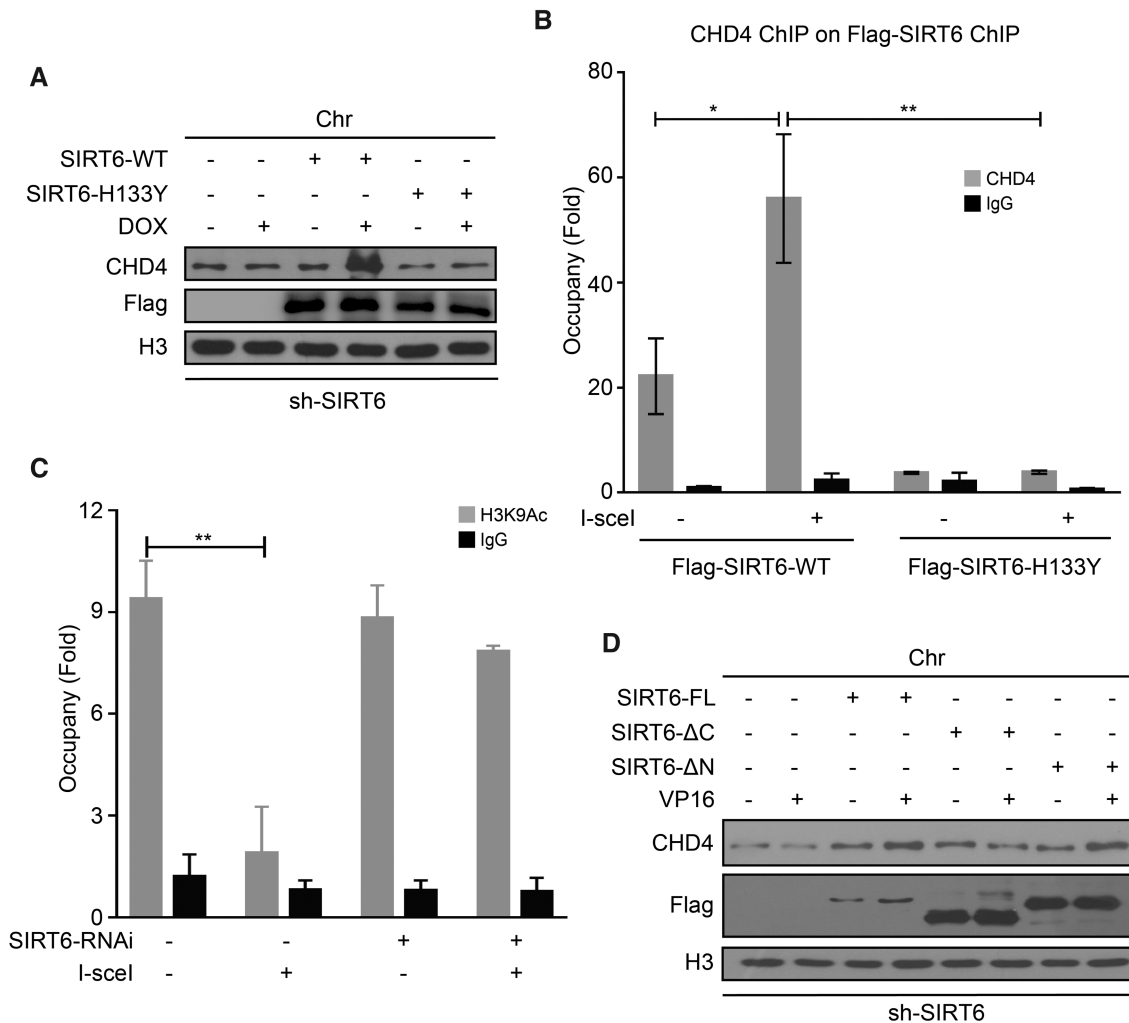 A
Chr
SIRT6-WT - - + + - -
SIRT6-H133Y - - - - + +
DOX - + - + - +
CHD4
Flag
H3
sh-SIRT6
B
CHD4 ChIP on Flag-SIRT6 ChIP
Occupany (Fold)
80
60
40
20
0
* **
CHD4
IgG
I-sceI - + - +
Flag-SIRT6-WT Flag-SIRT6-H133Y
C
Occupany (Fold)
12
9
6
3
0
**
H3K9Ac
IgG
SIRT6-RNAi - - + +
I-sceI - + - +
D
Chr
SIRT6-FL - - + + - - - -
SIRT6-ΔC - - - - + + - -
SIRT6-ΔN - - - - - - + +
VP16 - + - + - + - +
CHD4
Flag
H3
sh-SIRT6